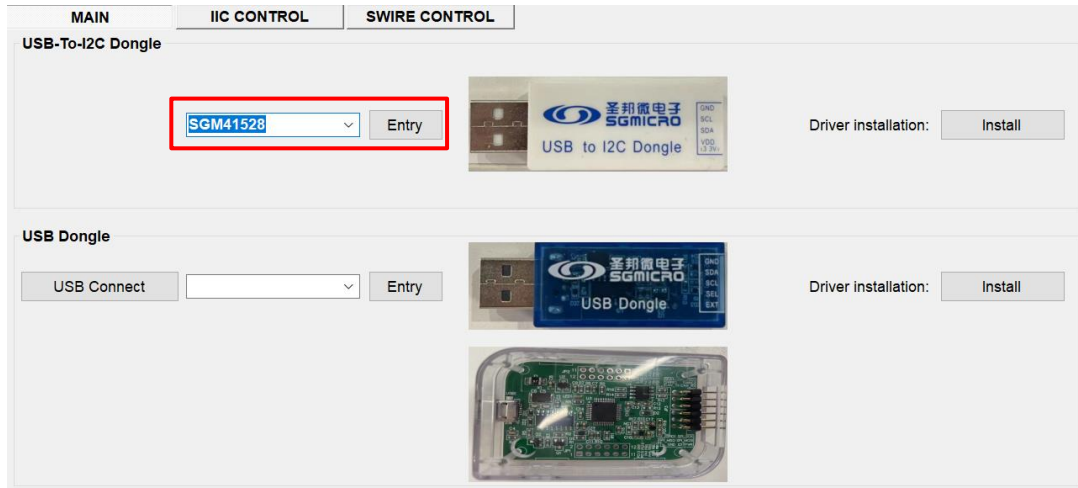 MAIN
IIC CONTROL
SWIRE CONTROL
USB-To-I2C Dongle
SGM41528
Entry
圣邦微电子
SGMICRO
USB to I2C Dongle
GND
SCL
SDA
VDD
Driver installation:
Install
USB Dongle
USB Connect
Entry
圣邦微电子
SGMICRO
USB Dongle
GND
SDA
SCL
SEL
EXT
Driver installation:
Install